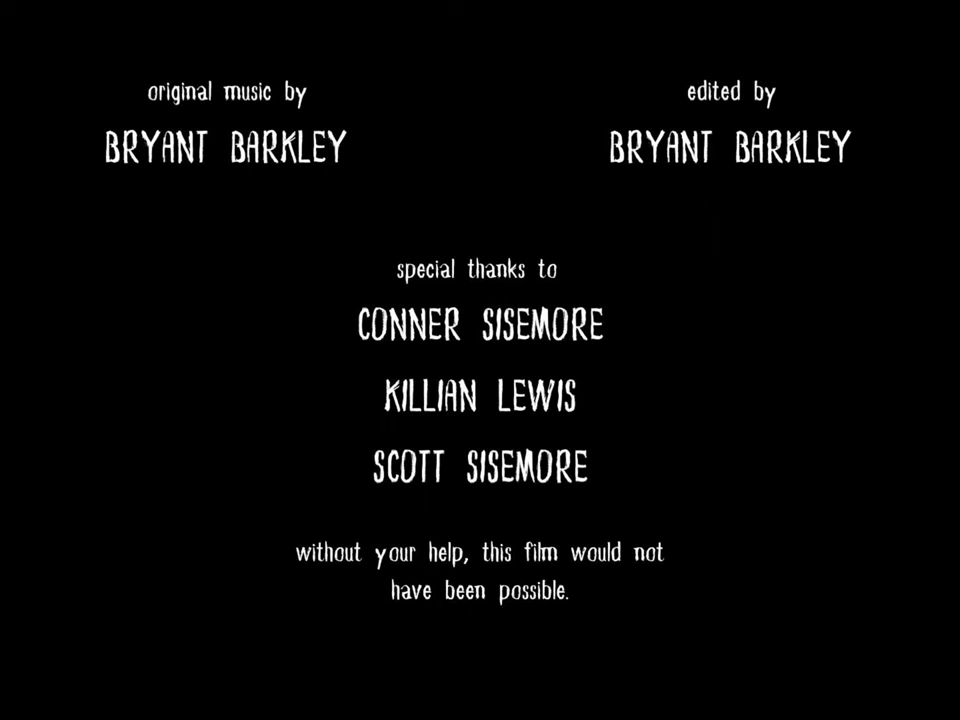 original music by
BRYANT BARKLEY
edited by
BRYANT BARKLEY
special thanks to
CONNER SISEMORE
KILLIAN LEWIS
SCOTT SISEMORE
without your help, this film would not
have been possible.